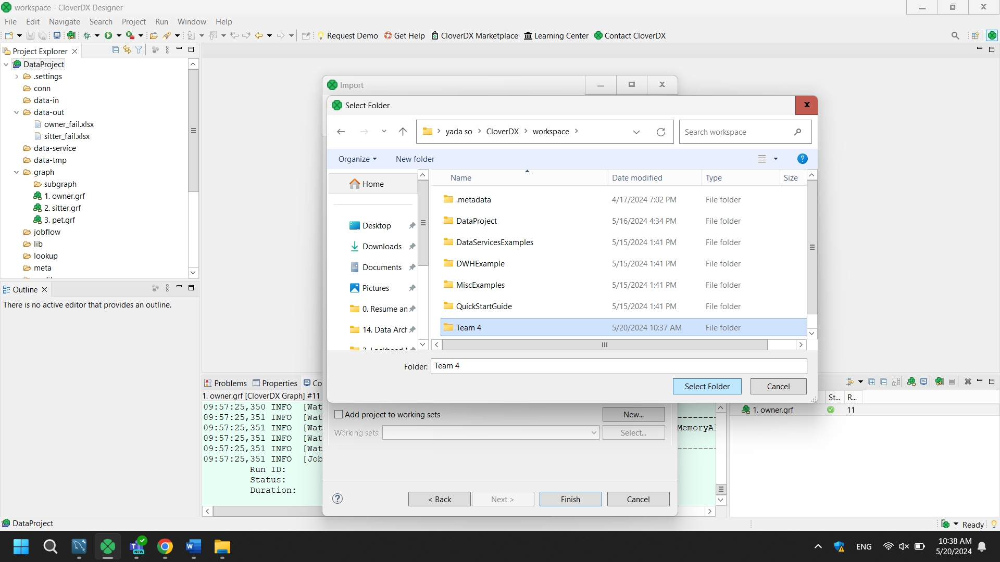 workspace - CloverDX Designer
File Edit Navigate Search Project Run Window Help
Request Demo Get Help CloverDX Marketplace Learning Center Contact CloverDX
Project Explorer
DataProject
.settings
conn
data-in
data-out
owner_fail.xlsx
sitter_fail.xlsx
data-service
data-tmp
graph
subgraph
1. owner.grf
2. sitter.grf
3. pet.grf
jobflow
lib
lookup
meta
Outline
There is no active editor that provides an outline.
Import
Select Folder
yada so > CloverDX > workspace >
Search workspace
Organize New folder
Home
Desktop
Downloads
Documents
Pictures
0. Resume an
14. Data Arch
Name Date modified Type Size
.metadata 4/17/2024 7:02 PM File folder
DataProject 5/16/2024 4:34 PM File folder
DataServicesExamples 5/15/2024 1:41 PM File folder
DWHExample 5/15/2024 1:41 PM File folder
MiscExamples 5/15/2024 1:41 PM File folder
QuickStartGuide 5/15/2024 1:41 PM File folder
Team 4 5/20/2024 10:37 AM File folder
Folder: Team 4
Select Folder Cancel
Add project to working sets New...
Working sets: Select...
< Back Next > Finish Cancel
Problems Properties Co
1. owner.grf [CloverDX Graph] #11
09:57:25,350 INFO [Wat
09:57:25,351 INFO [Wat
09:57:25,351 INFO [Wat MemoryAl
09:57:25,351 INFO [Wat
09:57:25,351 INFO [Wat
09:57:25,351 INFO [Job
Run ID:
Status:
Duration:
St... R...
1. owner.grf 11
DataProject
Ready
NEW
ENG
10:38 AM
5/20/2024